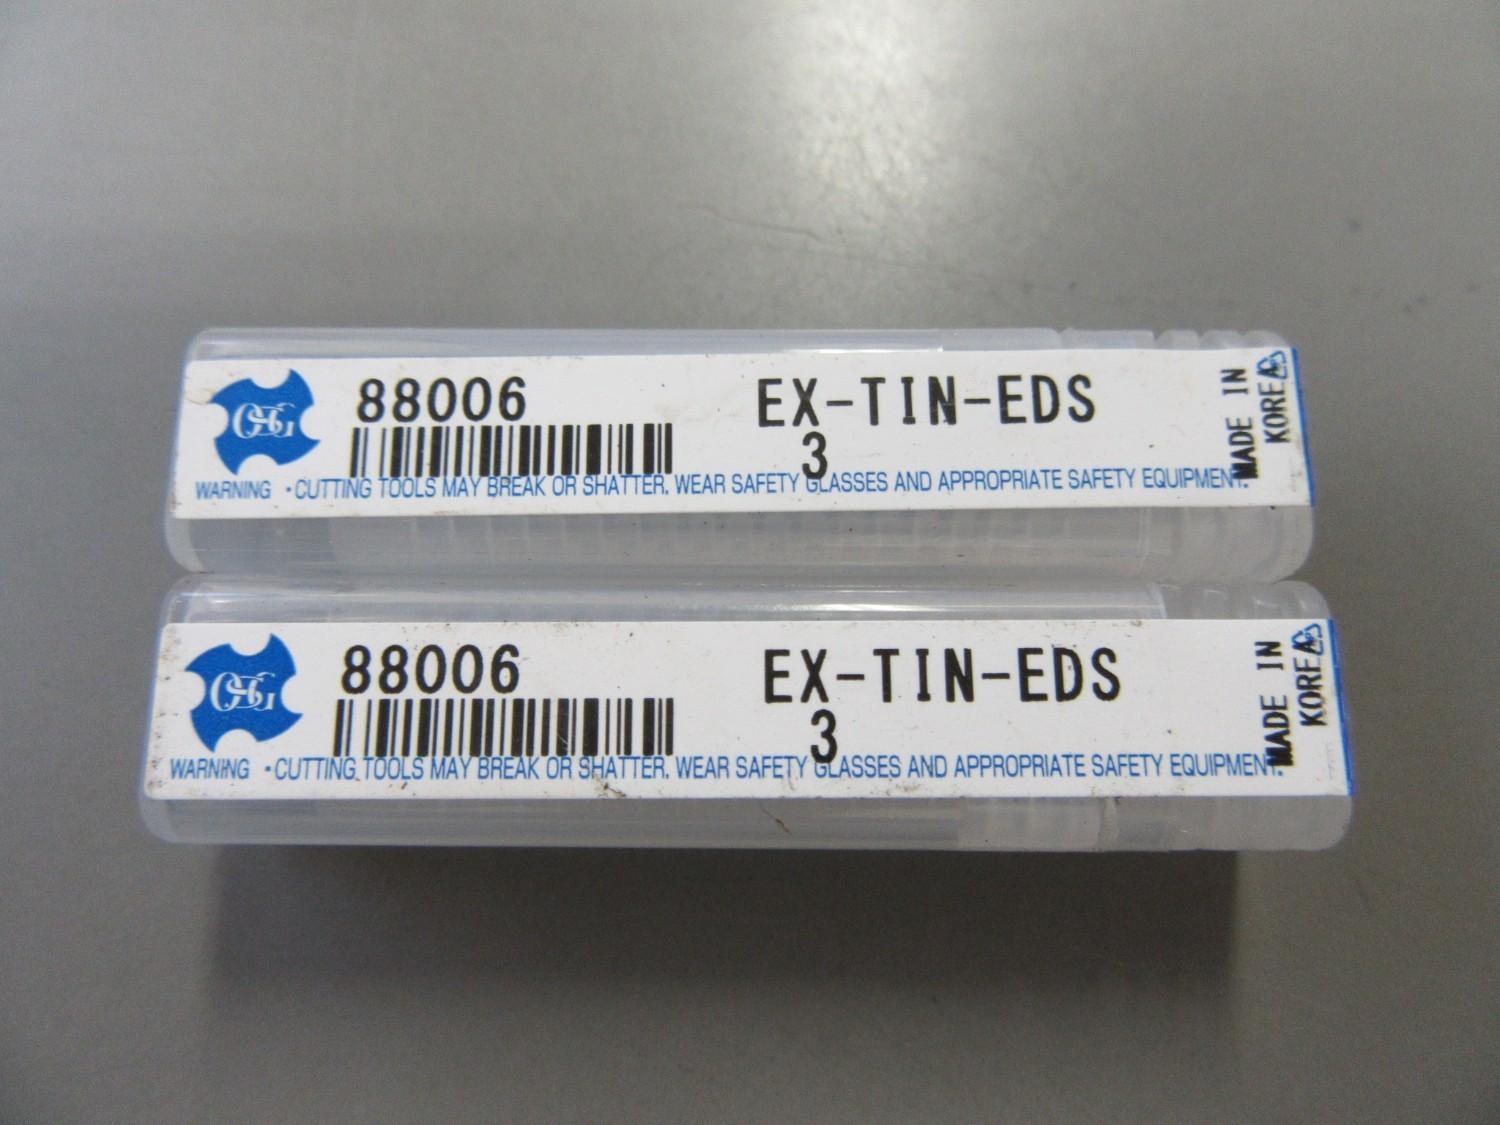 OSG
88006
EX-TIN-EDS
3
MADE IN
KOREA
WARNING ・CUTTING TOOLS MAY BREAK OR SHATTER. WEAR SAFETY GLASSES AND APPROPRIATE SAFETY EQUIPMENT.
OSG
88006
EX-TIN-EDS
3
MADE IN
KOREA
WARNING ・CUTTING TOOLS MAY BREAK OR SHATTER. WEAR SAFETY GLASSES AND APPROPRIATE SAFETY EQUIPMENT.